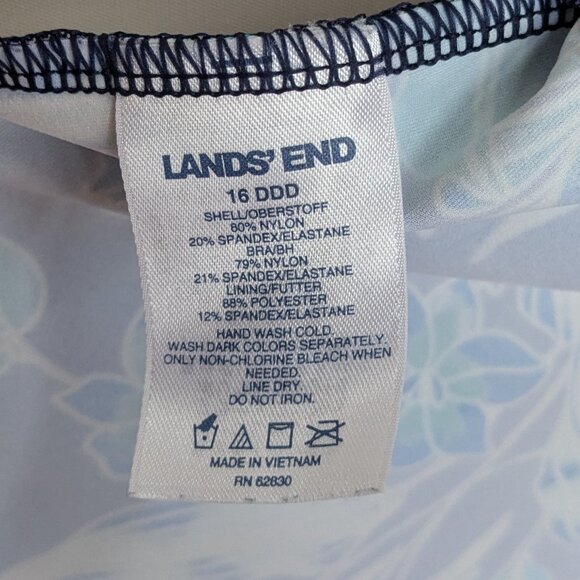 LANDS' END
16 DDD
SHELL/OBERSTOFF
80% NYLON
20% SPANDEX/ELASTANE
BRA/BH
79% NYLON
21% SPANDEX/ELASTANE
LINING/FUTTER
88% POLYESTER
12% SPANDEX/ELASTANE
HAND WASH COLD.
WASH DARK COLORS SEPARATELY.
ONLY NON-CHLORINE BLEACH WHEN
NEEDED.
LINE DRY.
DO NOT IRON.
MADE IN VIETNAM
RN 62830